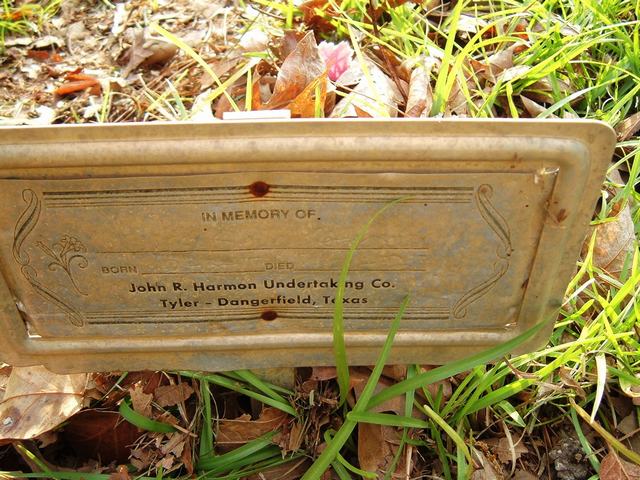 IN MEMORY OF
BORN DIED
John R. Harmon Undertaking Co.
Tyler - Dangerfield, Texas